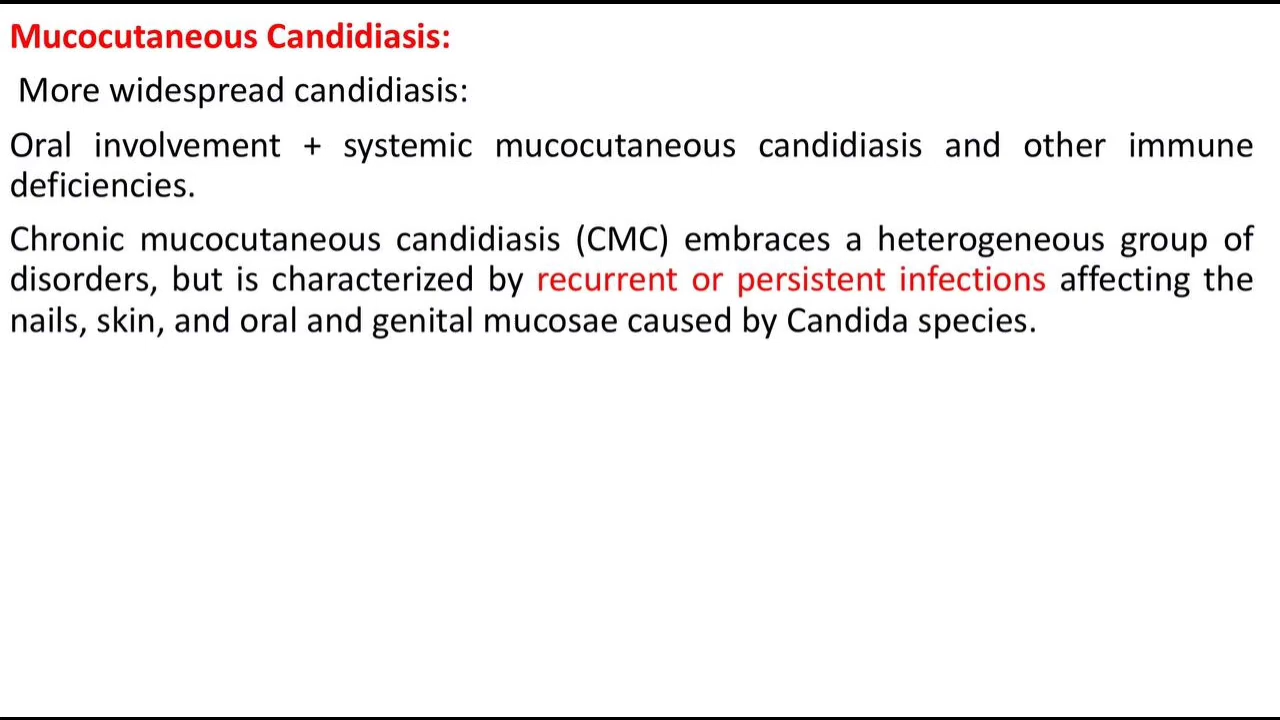 Mucocutaneous Candidiasis:
More widespread candidiasis:
Oral involvement + systemic mucocutaneous candidiasis and other immune
deficiencies.
Chronic mucocutaneous candidiasis (CMC) embraces a heterogeneous group of
disorders, but is characterized by recurrent or persistent infections affecting the
nails, skin, and oral and genital mucosae caused by Candida species.